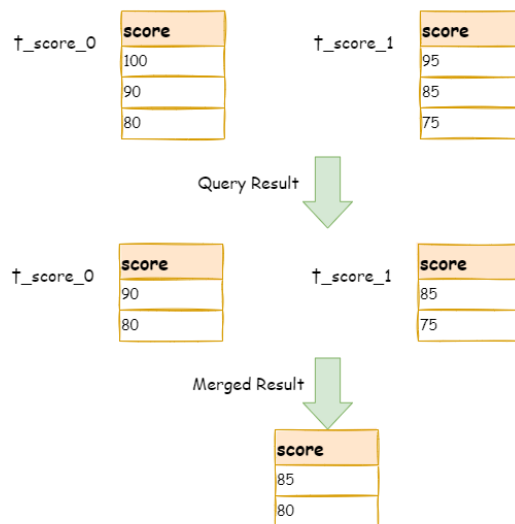 t_score_0
score
100
90
80
t_score_1
score
95
85
75
Query Result
t_score_0
score
90
80
t_score_1
score
85
75
Merged Result
score
85
80